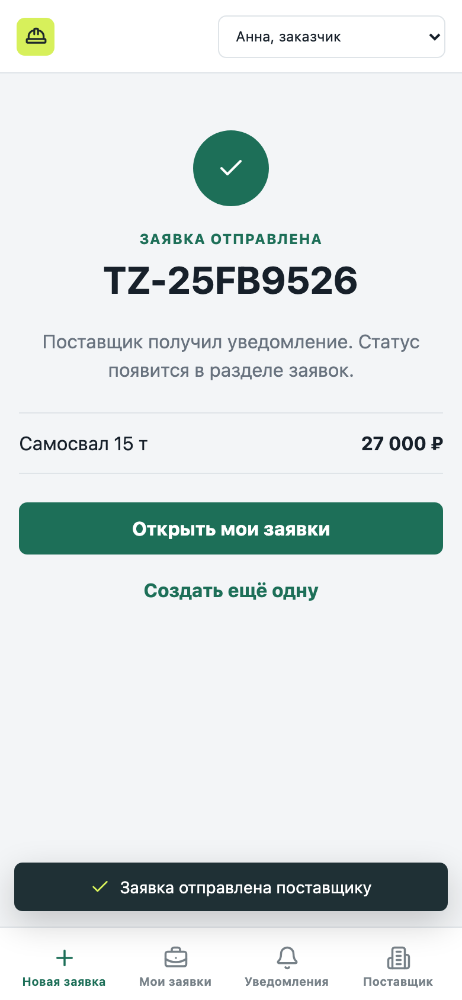 Анна, заказчик
ЗАЯВКА ОТПРАВЛЕНА
TZ-25FB9526
Поставщик получил уведомление. Статус
появится в разделе заявок.
Самосвал 15 т 27 000 ₽
Открыть мои заявки
Создать ещё одну
Заявка отправлена поставщику
Новая заявка Мои заявки Уведомления Поставщик